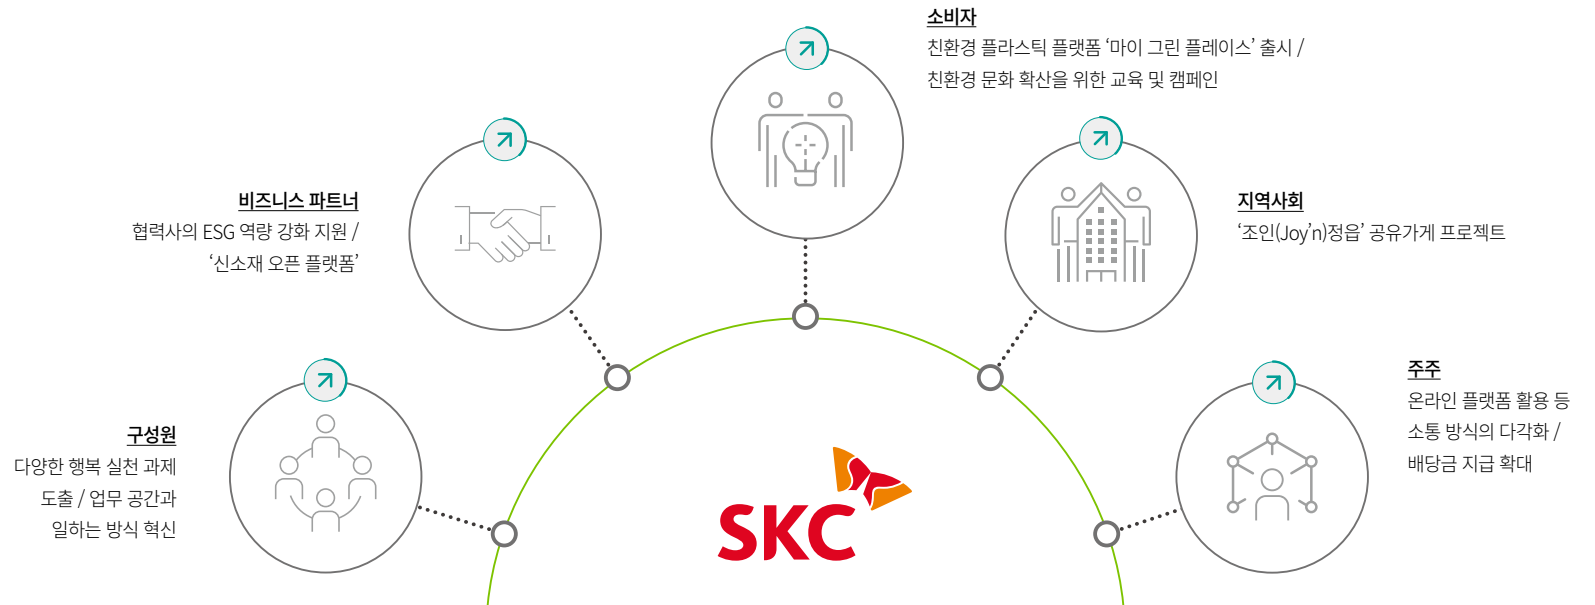 소비자
친환경 플라스틱 플랫폼 ‘마이 그린 플레이스’ 출시 /
친환경 문화 확산을 위한 교육 및 캠페인
비즈니스 파트너
협력사의 ESG 역량 강화 지원 /
‘신소재 오픈 플랫폼’
지역사회
‘조인(Joy’n)정읍’ 공유가게 프로젝트
구성원
다양한 행복 실천 과제
도출 / 업무 공간과
일하는 방식 혁신
주주
온라인 플랫폼 활용 등
소통 방식의 다각화 /
배당금 지급 확대
SKC